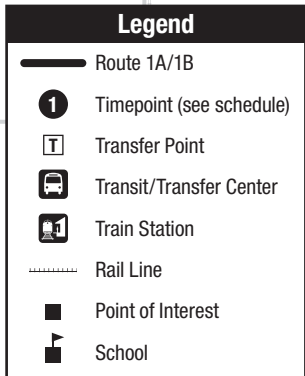 Legend
Route 1A/1B
1 Timepoint (see schedule)
T Transfer Point
Transit/Transfer Center
Train Station
Rail Line
Point of Interest
School